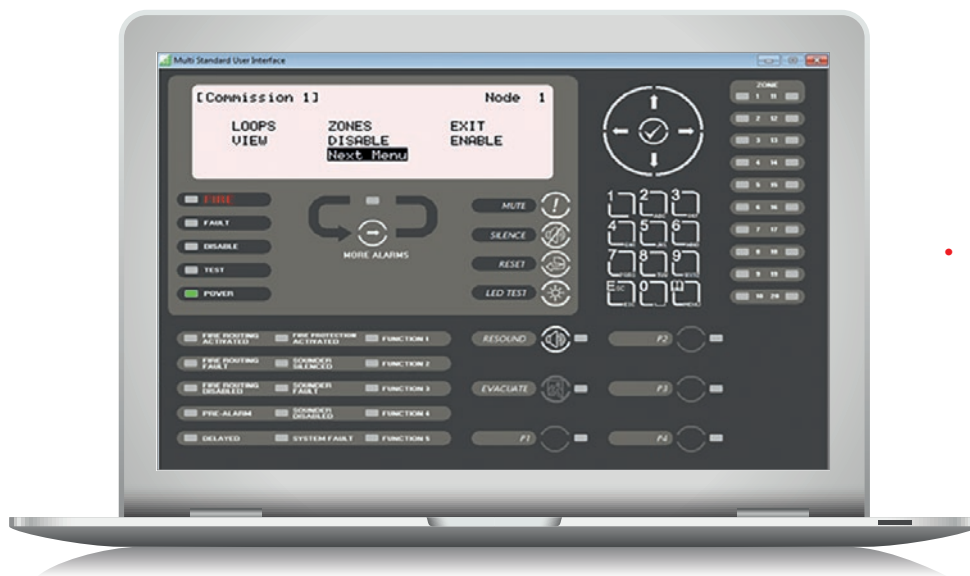 Multi Standard User Interface
[Commission 1] Node 1
LOOPS ZONES EXIT
VIEW DISABLE ENABLE
Next Menu
FIRE
FAULT
DISABLE
TEST
POWER
MORE ALARMS
MUTE
SILENCE
RESET
LED TEST
1 2 ABC 3
4 5 JKL 6
7 8 9
Esc 0
ESC MENU
ZONE
1 11
2 12
3 13
4 14
5 15
6 16
7 17
8 18
9 19
10 20
FIRE ROUTING ACTIVATED
FIRE PROTECTION ACTIVATED
FUNCTION 1
FIRE ROUTING FAULT
SOUNDER SILENCED
FUNCTION 2
FIRE ROUTING DISABLED
SOUNDER FAULT
FUNCTION 3
PRE-ALARM
SOUNDER DISABLED
FUNCTION 4
DELAYED
SYSTEM FAULT
FUNCTION 5
RESOUND
P2
EVACUATE
P3
P1
P4